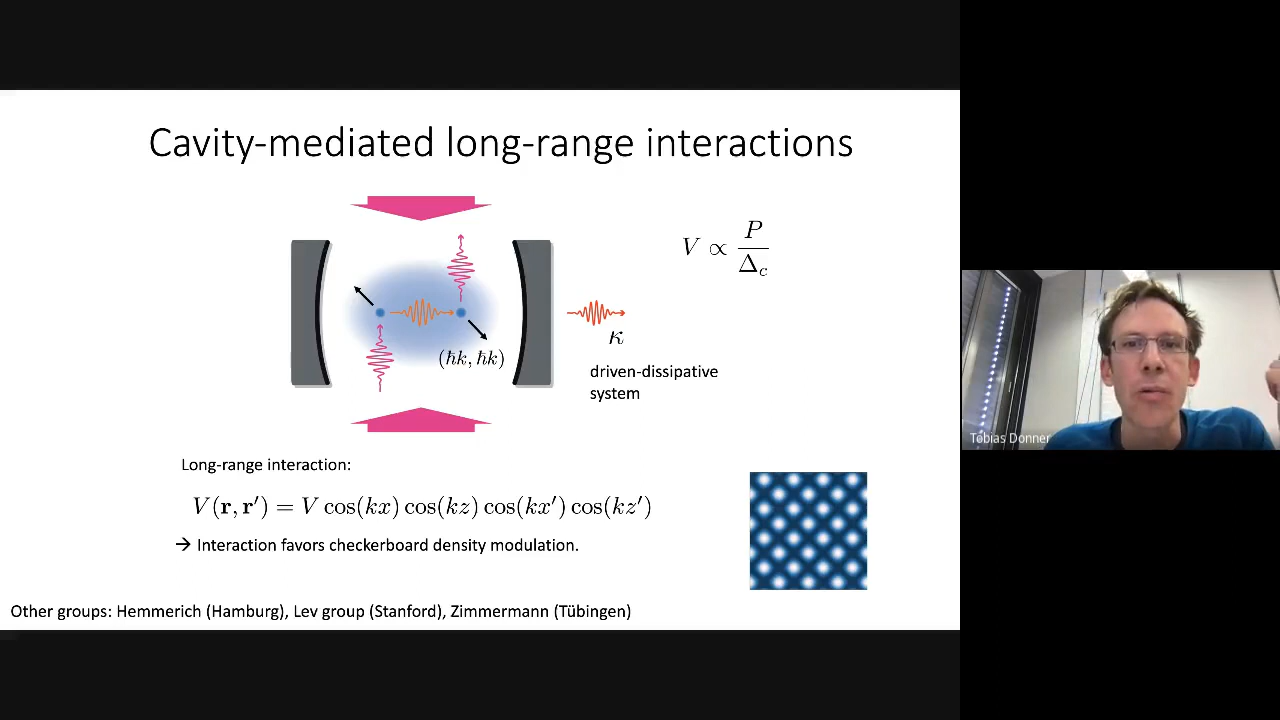 Cavity-mediated long-range interactions
V ∝ P/Δc
(ħk, ħk)
κ
driven-dissipative
system
Long-range interaction:
V(r, r′) = V cos(kx) cos(kz) cos(kx′) cos(kz′)
→ Interaction favors checkerboard density modulation.
Other groups: Hemmerich (Hamburg), Lev group (Stanford), Zimmermann (Tübingen)
Tobias Donner